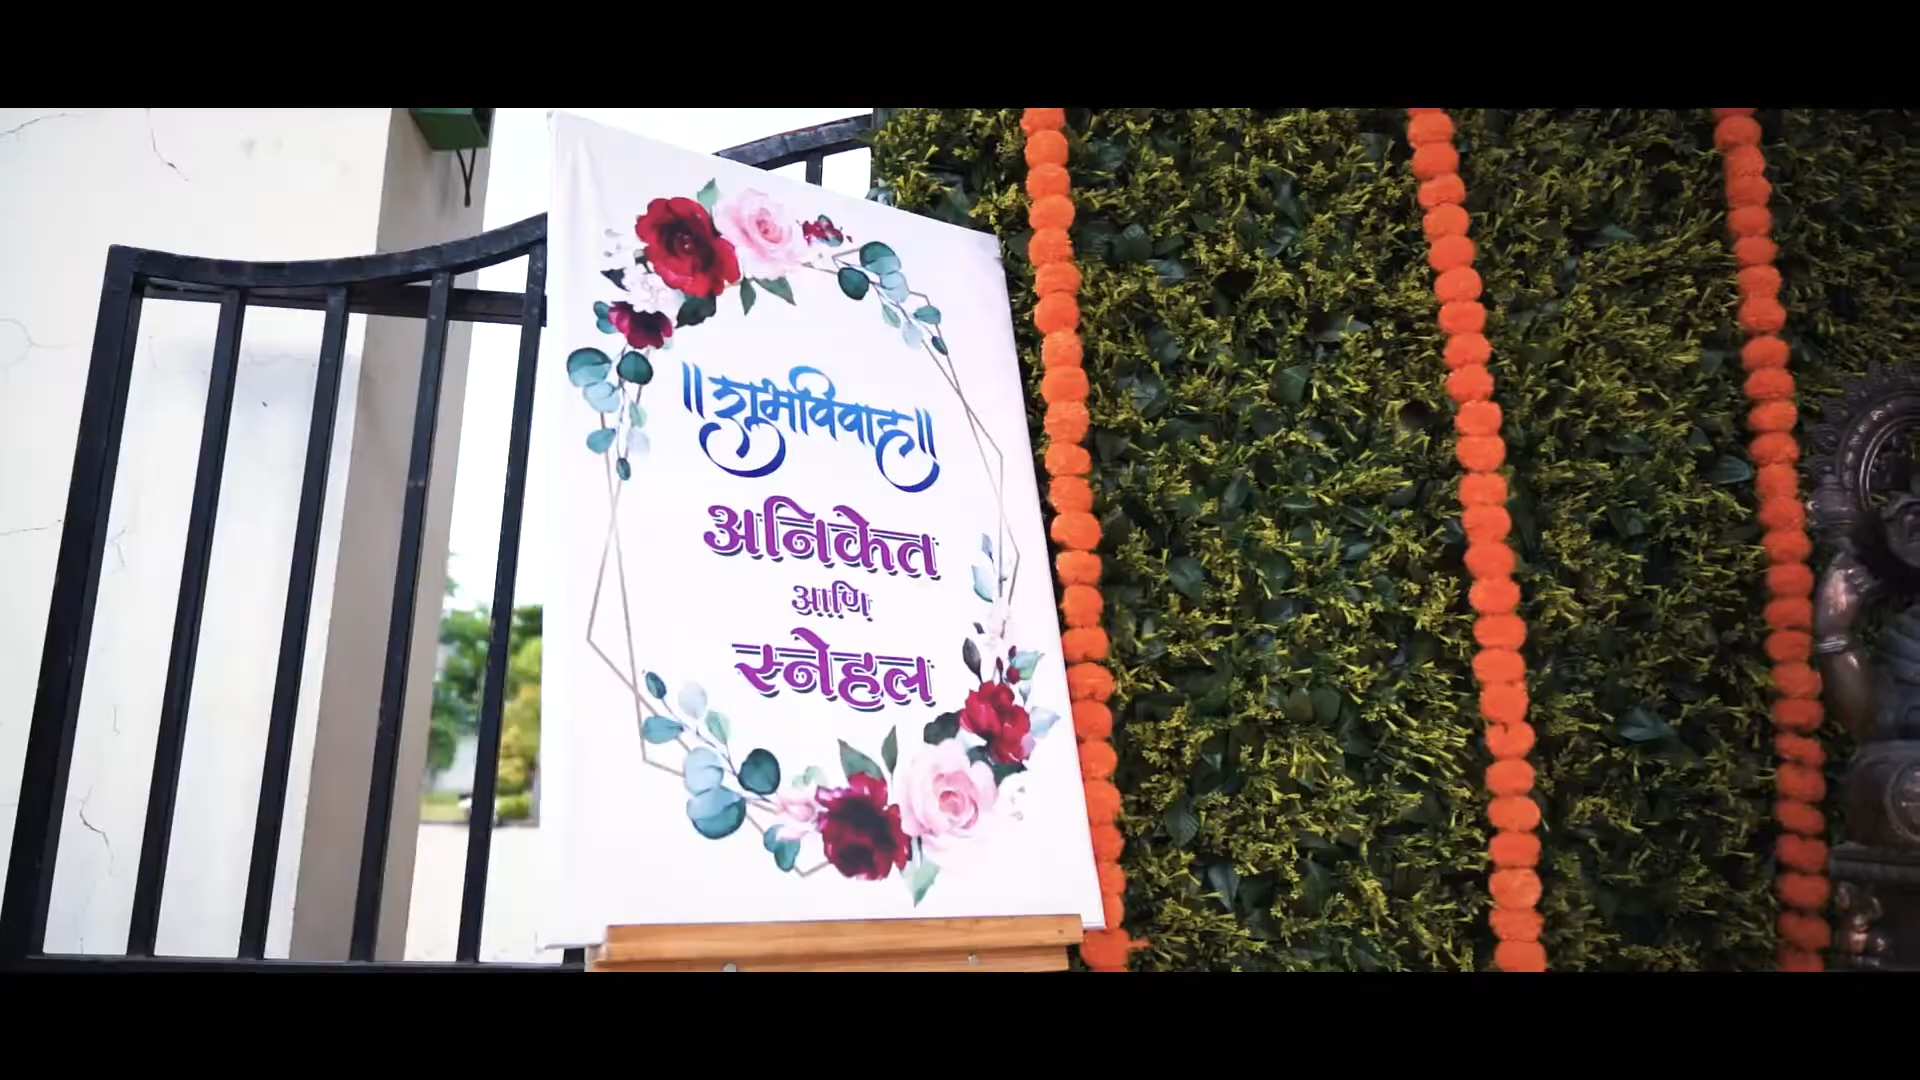 ॥ शुभविवाह ॥
अनिकेत
आणि
स्नेहल